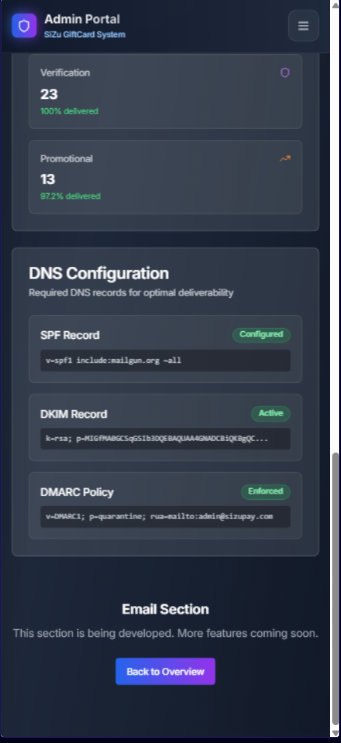 Admin Portal
SiZu GiftCard System
Verification
23
100% delivered
Promotional
13
97.2% delivered
DNS Configuration
Required DNS records for optimal deliverability
SPF Record
Configured
v=spf1 include:mailgun.org ~all
DKIM Record
Active
k=rsa; p=MIGfMA0GCSqGSIb3DQEBAQUAA4GNADCBiQKBgQC...
DMARC Policy
Enforced
v=DMARC1; p=quarantine; rua=mailto:admin@sizupay.com
Email Section
This section is being developed. More features coming soon.
Back to Overview